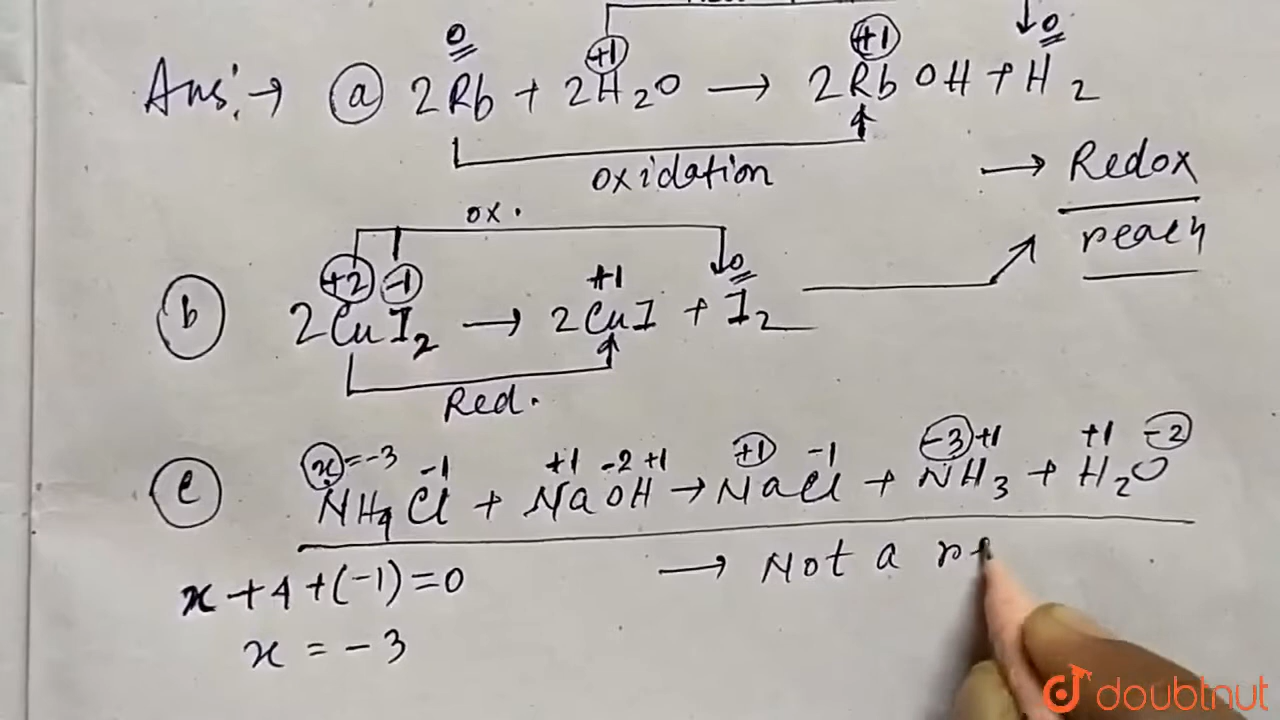 0 +1 +1 0
Ans:→ (a) 2Rb + 2H2O → 2RbOH + H2
oxidation
→ Redox
reach
ox.
+2 -1 +1 0
(b) 2CuI2 → 2CuI + I2
Red.
x=-3 -1 +1 -2 +1 +1 -1 -3 +1 +1 -2
(c) NH4Cl + NaOH → NaCl + NH3 + H2O
x+4+(-1)=0
→ Not a
x = -3
doubtnut